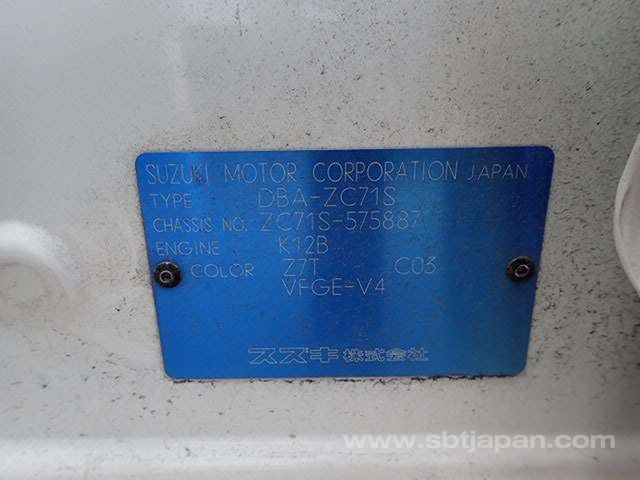 SUZUKI MOTOR CORPORATION JAPAN
TYPE DBA-ZC71S
CHASSIS NO. ZC71S-575887
ENGINE K12B
COLOR Z7T C03
VFGE-V4
スズキ株式会社
www.sbtjapan.com